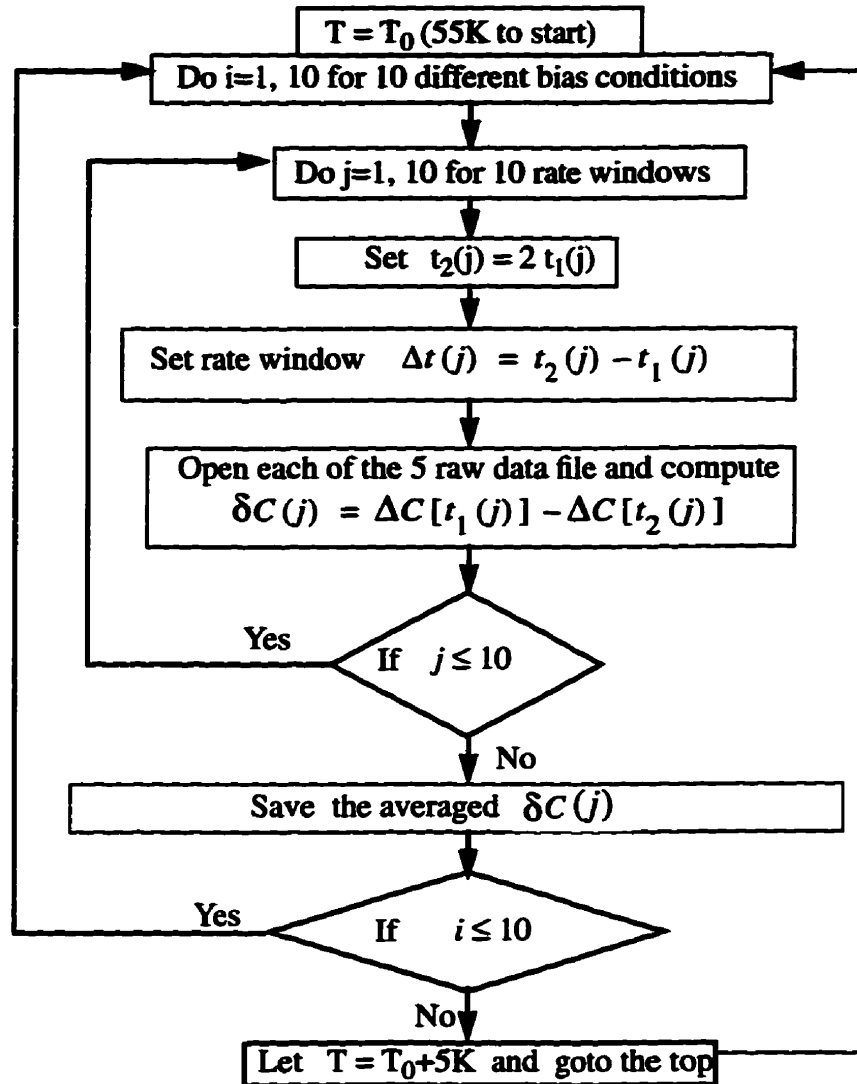 T = T₀ (55K to start)
Do i=1, 10 for 10 different bias conditions
Do j=1, 10 for 10 rate windows
Set t₂(j) = 2 t₁(j)
Set rate window Δt(j) = t₂(j) − t₁(j)
Open each of the 5 raw data file and compute
δC(j) = ΔC[t₁(j)] − ΔC[t₂(j)]
Yes
If j ≤ 10
No
Save the averaged δC(j)
Yes
If i ≤ 10
No
Let T = T₀+5K and goto the top